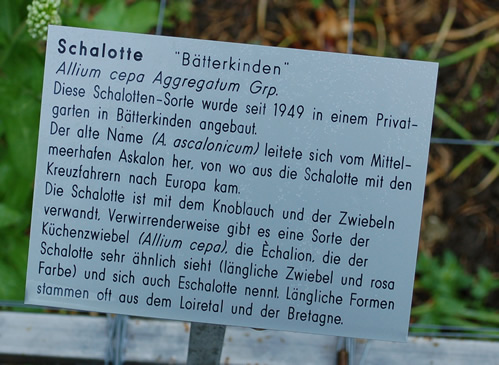 Schalotte "Bätterkinden"
Allium cepa Aggregatum Grp.
Diese Schalotten-Sorte wurde seit 1949 in einem Privat-
garten in Bätterkinden angebaut.
Der alte Name (A. ascalonicum) leitete sich vom Mittel-
meerhafen Askalon her, von wo aus die Schalotte mit den
Kreuzfahrern nach Europa kam.
Die Schalotte ist mit dem Knoblauch und der Zwiebeln
verwandt. Verwirrenderweise gibt es eine Sorte der
Küchenzwiebel (Allium cepa), die Èchalion, die der
Schalotte sehr ähnlich sieht (längliche Zwiebel und rosa
Farbe) und sich auch Eschalotte nennt. Längliche Formen
stammen oft aus dem Loiretal und der Bretagne.